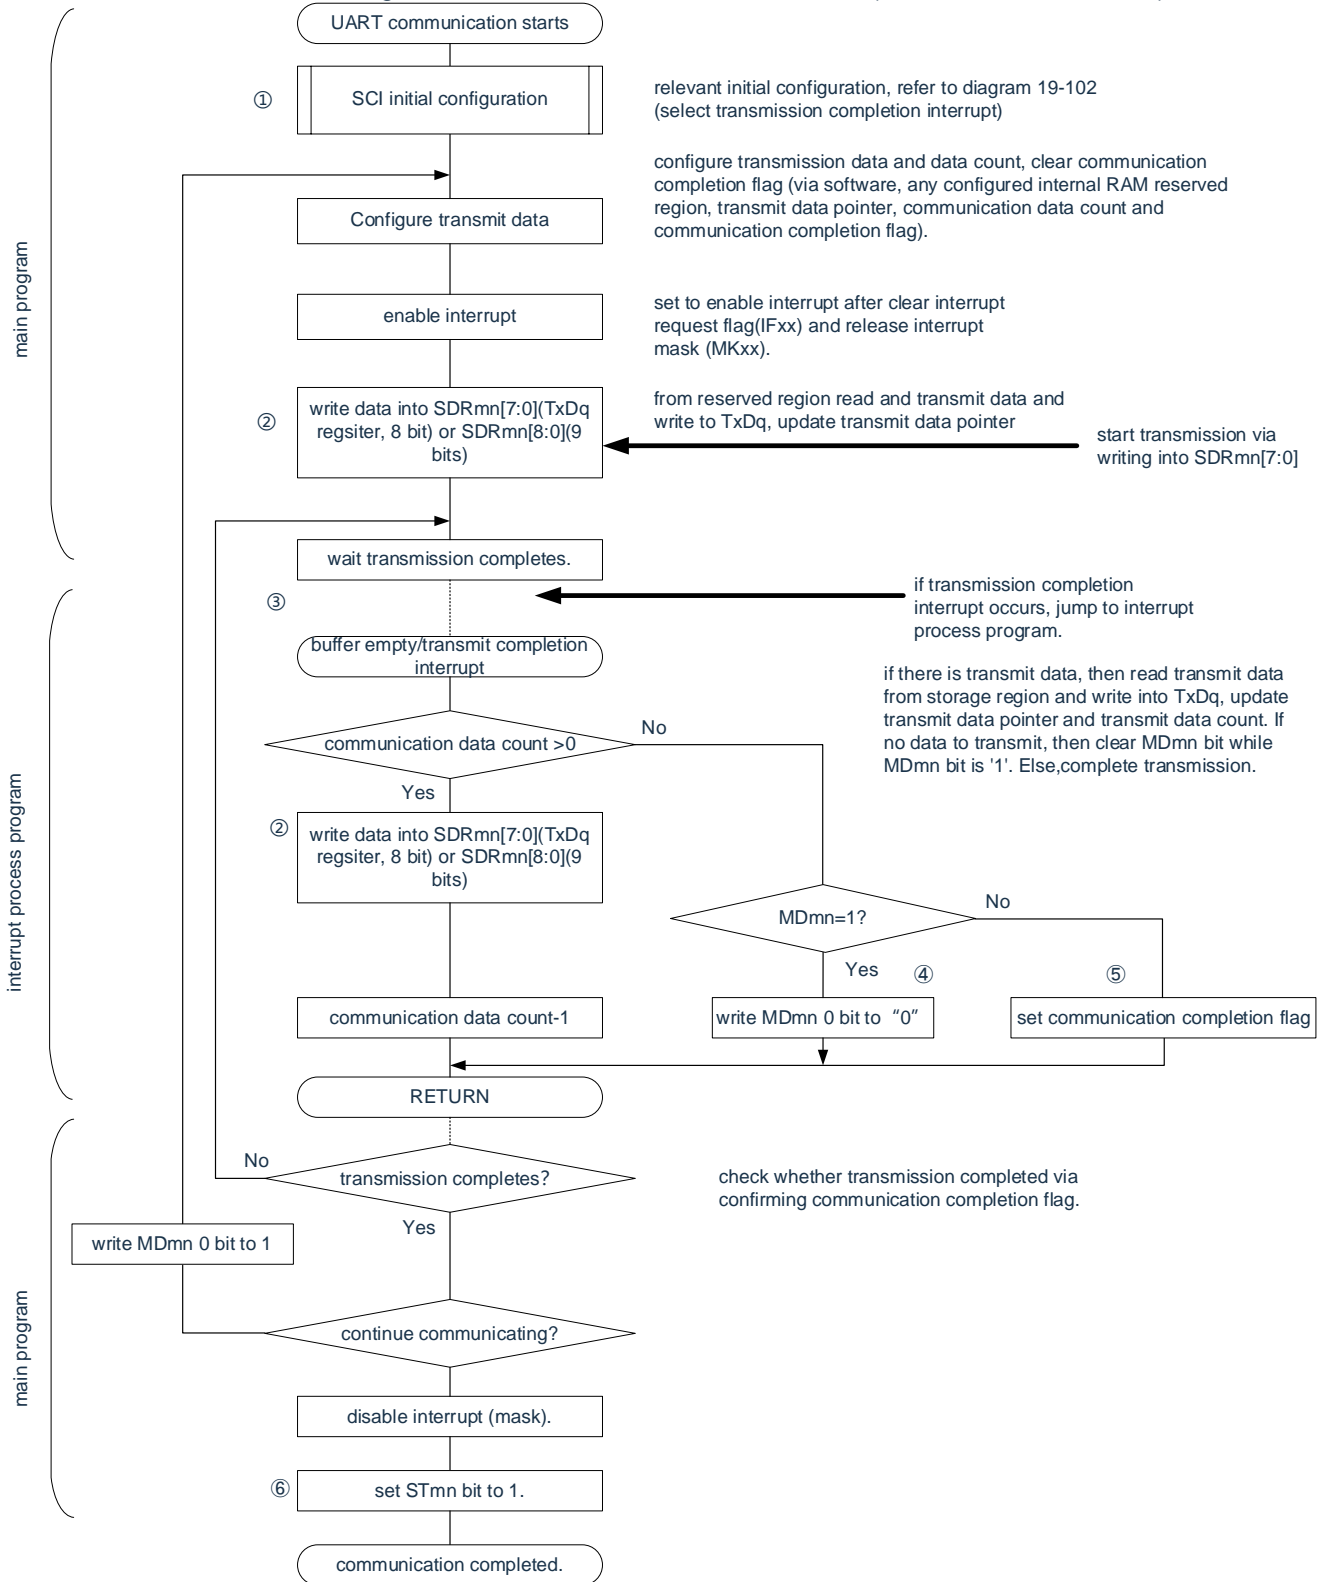 UART communication starts
①
SCI initial configuration
relevant initial configuration, refer to diagram 19-102
(select transmission completion interrupt)
configure transmission data and data count, clear communication
completion flag (via software, any configured internal RAM reserved
region, transmit data pointer, communication data count and
communication completion flag).
Configure transmit data
main program
enable interrupt
set to enable interrupt after clear interrupt
request flag(IFxx) and release interrupt
mask (MKxx).
②
write data into SDRmn[7:0](TxDq
regsiter, 8 bit) or SDRmn[8:0](9
bits)
from reserved region read and transmit data and
write to TxDq, update transmit data pointer
start transmission via
writing into SDRmn[7:0]
wait transmission completes.
③
if transmission completion
interrupt occurs, jump to interrupt
process program.
buffer empty/transmit completion
interrupt
if there is transmit data, then read transmit data
from storage region and write into TxDq, update
transmit data pointer and transmit data count. If
no data to transmit, then clear MDmn bit while
MDmn bit is '1'. Else,complete transmission.
communication data count >0
No
Yes
interrupt process program
②
write data into SDRmn[7:0](TxDq
regsiter, 8 bit) or SDRmn[8:0](9
bits)
MDmn=1?
No
Yes
④
⑤
communication data count-1
write MDmn 0 bit to “0”
set communication completion flag
RETURN
No
transmission completes?
check whether transmission completed via
confirming communication completion flag.
Yes
write MDmn 0 bit to 1
main program
continue communicating?
disable interrupt (mask).
⑥
set STmn bit to 1.
communication completed.